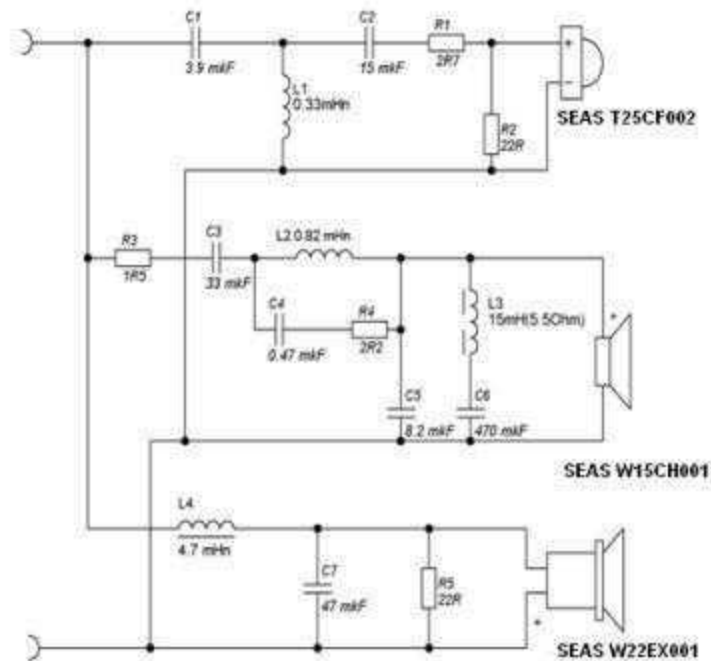 C1
3.9 mkF
C2
15 mkF
R1
2R7
+
−
L1
0.33mHn
R2
22R
SEAS T25CF002
R3
1R5
C3
33 mkF
L2 0.82 mHn
C4
0.47 mkF
R4
2R2
L3
15mH(5.5Ohm)
+
C5
8.2 mkF
C6
470 mkF
SEAS W15CH001
L4
4.7 mHn
C7
47 mkF
R5
22R
+
SEAS W22EX001